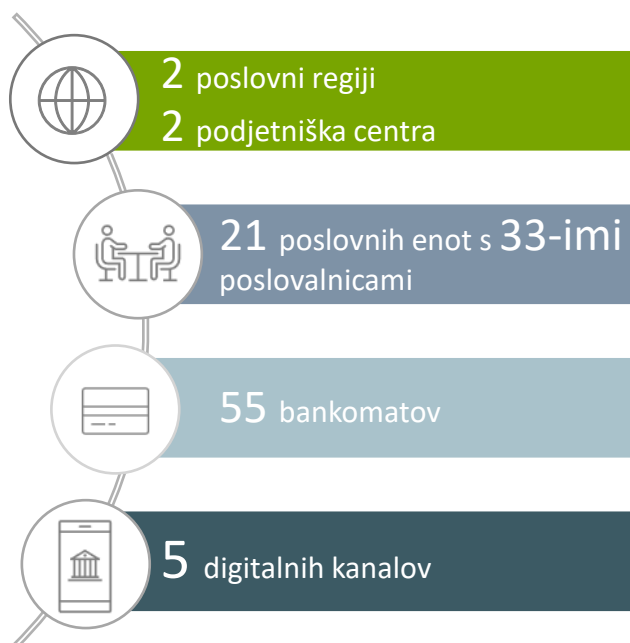 2 poslovni regiji
2 podjetniška centra
21 poslovnih enot s 33-imi
poslovalnicami
55 bankomatov
5 digitalnih kanalov